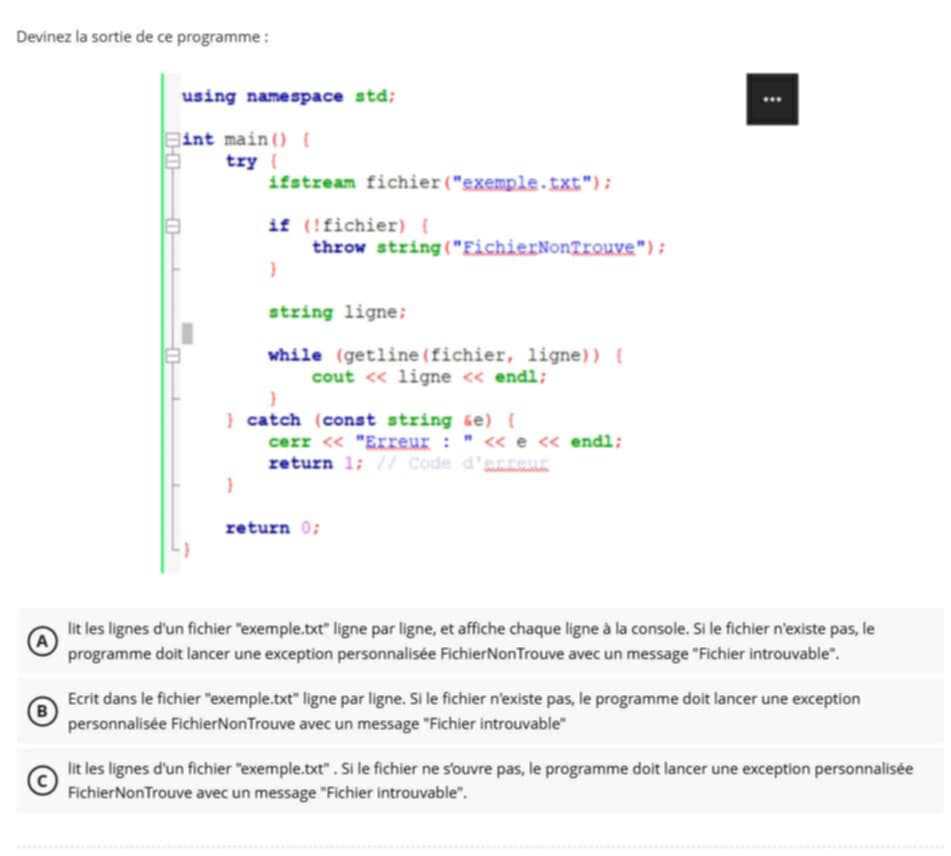 Devinez la sortie de ce programme :
using namespace std;
...
int main() {
try {
ifstream fichier("exemple.txt");
if (!fichier) {
throw string("FichierNonTrouve");
}
string ligne;
while (getline(fichier, ligne)) {
cout << ligne << endl;
}
} catch (const string &e) {
cerr << "Erreur : " << e << endl;
return 1; // Code d'erreur
}
return 0;
}
A
lit les lignes d'un fichier "exemple.txt" ligne par ligne, et affiche chaque ligne à la console. Si le fichier n'existe pas, le
programme doit lancer une exception personnalisée FichierNonTrouve avec un message "Fichier introuvable".
B
Ecrit dans le fichier "exemple.txt" ligne par ligne. Si le fichier n'existe pas, le programme doit lancer une exception
personnalisée FichierNonTrouve avec un message "Fichier introuvable"
C
lit les lignes d'un fichier "exemple.txt" . Si le fichier ne s'ouvre pas, le programme doit lancer une exception personnalisée
FichierNonTrouve avec un message "Fichier introuvable".